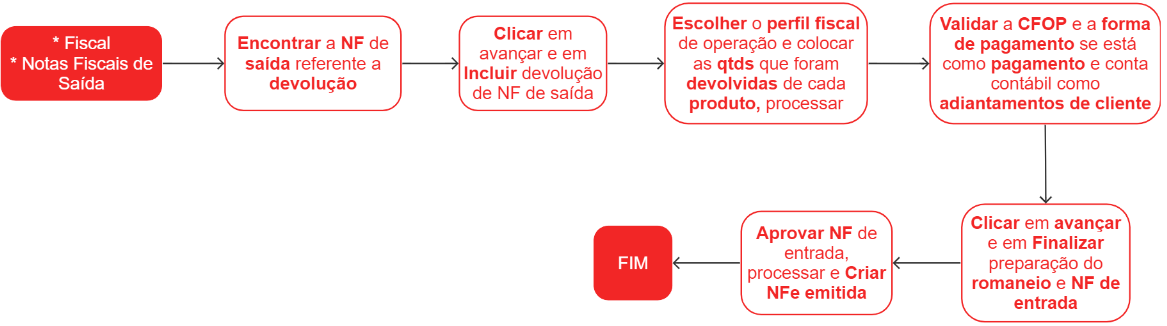 * Fiscal
* Notas Fiscais de
Saída
Encontrar a NF de
saída referente a
devolução
Clicar em
avançar e em
Incluir devolução
de NF de saída
Escolher o perfil fiscal
de operação e colocar
as qtds que foram
devolvidas de cada
produto, processar
Validar a CFOP e a forma
de pagamento se está
como pagamento e conta
contábil como
adiantamentos de cliente
Clicar em avançar
e em Finalizar
preparação do
romaneio e NF de
entrada
Aprovar NF de
entrada,
processar e Criar
NFe emitida
FIM